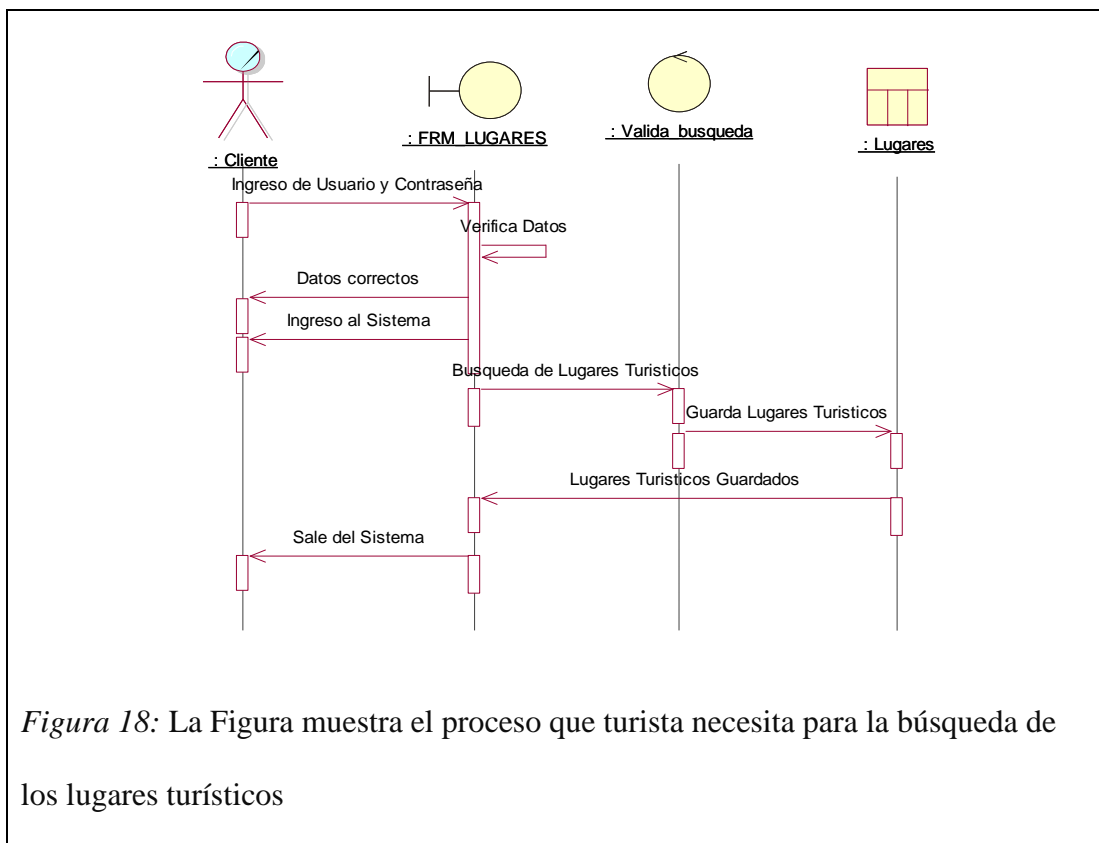 : Cliente
: FRM_LUGARES
: Valida_busqueda
: Lugares
Ingreso de Usuario y Contraseña
Verifica Datos
Datos correctos
Ingreso al Sistema
Busqueda de Lugares Turisticos
Guarda Lugares Turisticos
Lugares Turisticos Guardados
Sale del Sistema
Figura 18: La Figura muestra el proceso que turista necesita para la búsqueda de
los lugares turísticos